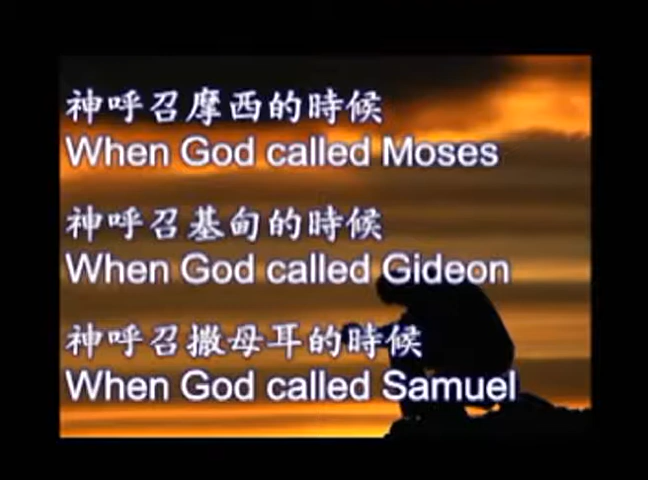 神呼召摩西的時候
When God called Moses
神呼召基甸的時候
When God called Gideon
神呼召撒母耳的時候
When God called Samuel